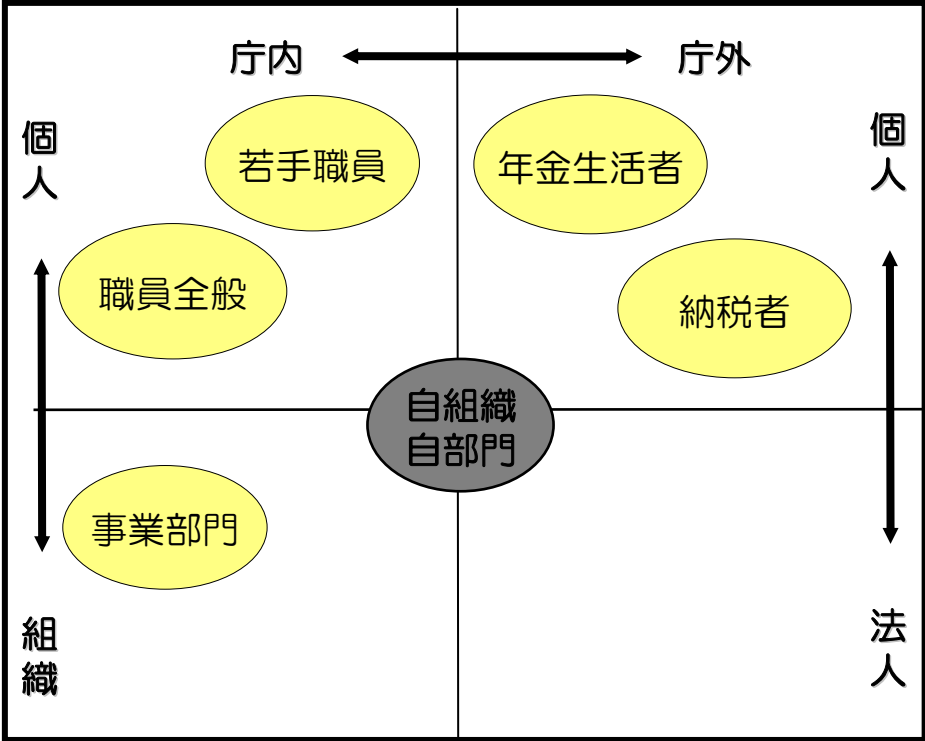 庁内
庁外
個人
個人
若手職員
年金生活者
職員全般
納税者
自組織
自部門
事業部門
組織
法人